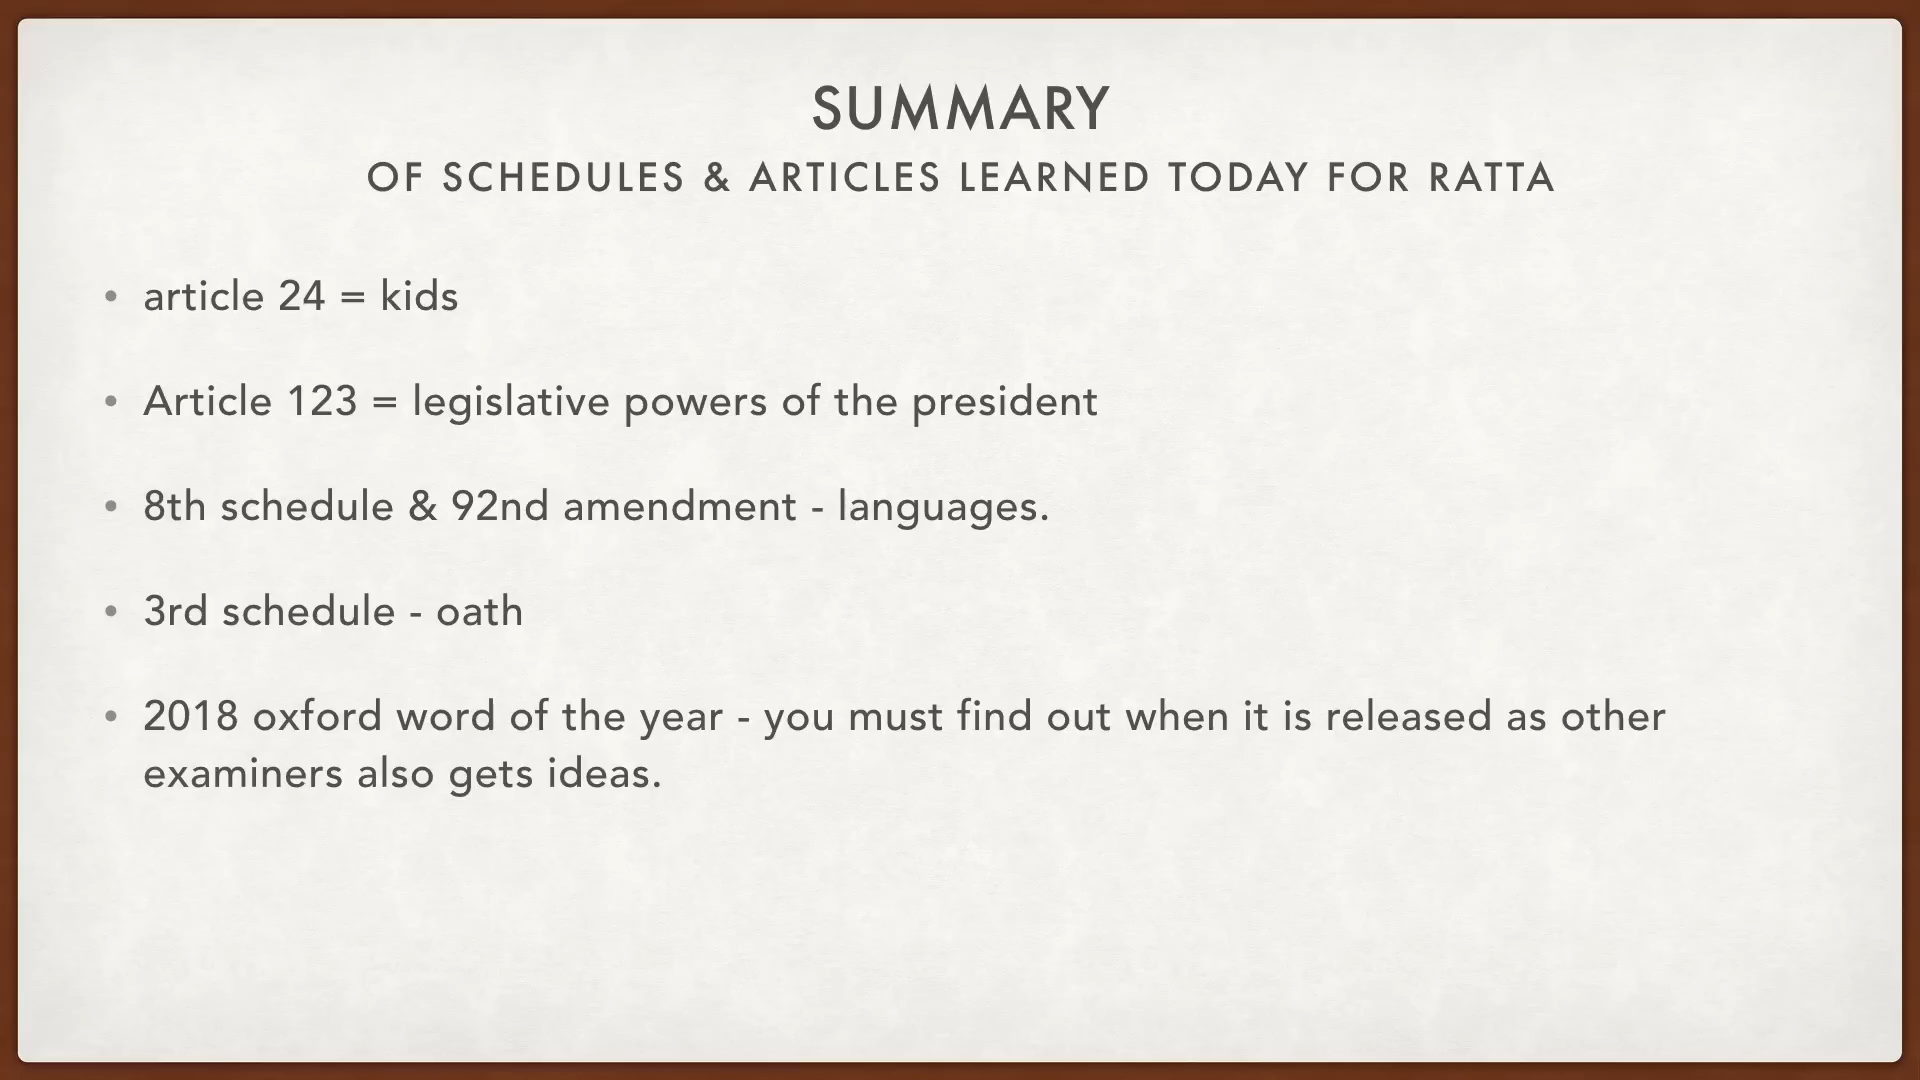 SUMMARY
OF SCHEDULES & ARTICLES LEARNED TODAY FOR RATTA
• article 24 = kids
• Article 123 = legislative powers of the president
• 8th schedule & 92nd amendment - languages.
• 3rd schedule - oath
• 2018 oxford word of the year - you must find out when it is released as other
examiners also gets ideas.